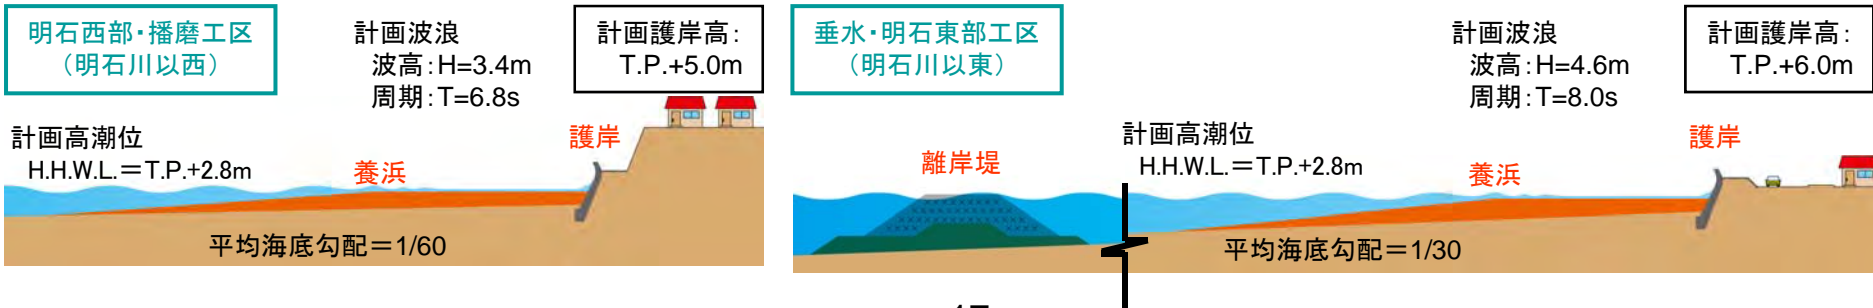 明石西部・播磨工区
（明石川以西）
計画波浪
波高：H=3.4m
周期：T=6.8s
計画護岸高：
T.P.+5.0m
計画高潮位
H.H.W.L.＝T.P.+2.8m
養浜
護岸
平均海底勾配＝1/60
垂水・明石東部工区
（明石川以東）
計画波浪
波高：H=4.6m
周期：T=8.0s
計画護岸高：
T.P.+6.0m
離岸堤
計画高潮位
H.H.W.L.＝T.P.+2.8m
養浜
護岸
平均海底勾配＝1/30